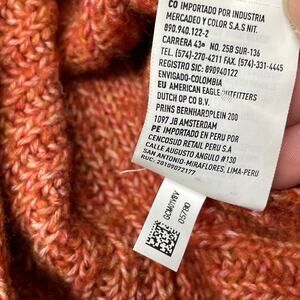 CO IMPORTADO POR INDUSTRIA
MERCADEO Y COLOR S.A.S NIT.
890.940.122-2
CARRERA 43ª NO. 25B SUR-136
TEL. (574)-270-4211 FAX. (574)-331-4445
REGISTRO SIC: 890940122
ENVIGADO-COLOMBIA
EU AMERICAN EAGLE OUTFITTERS
DUTCH OP CO B.V.
PRINS BERNHARDPLEIN 200
1097 JB AMSTERDAM
PE IMPORTADO EN PERU POR
CENCOSUD RETAIL PERU S.A
CALLE AUGUSTO ANGULO #130
SAN ANTONIO-MIRAFLORES, LIMA-PERU
RUC: 20109072177
05780